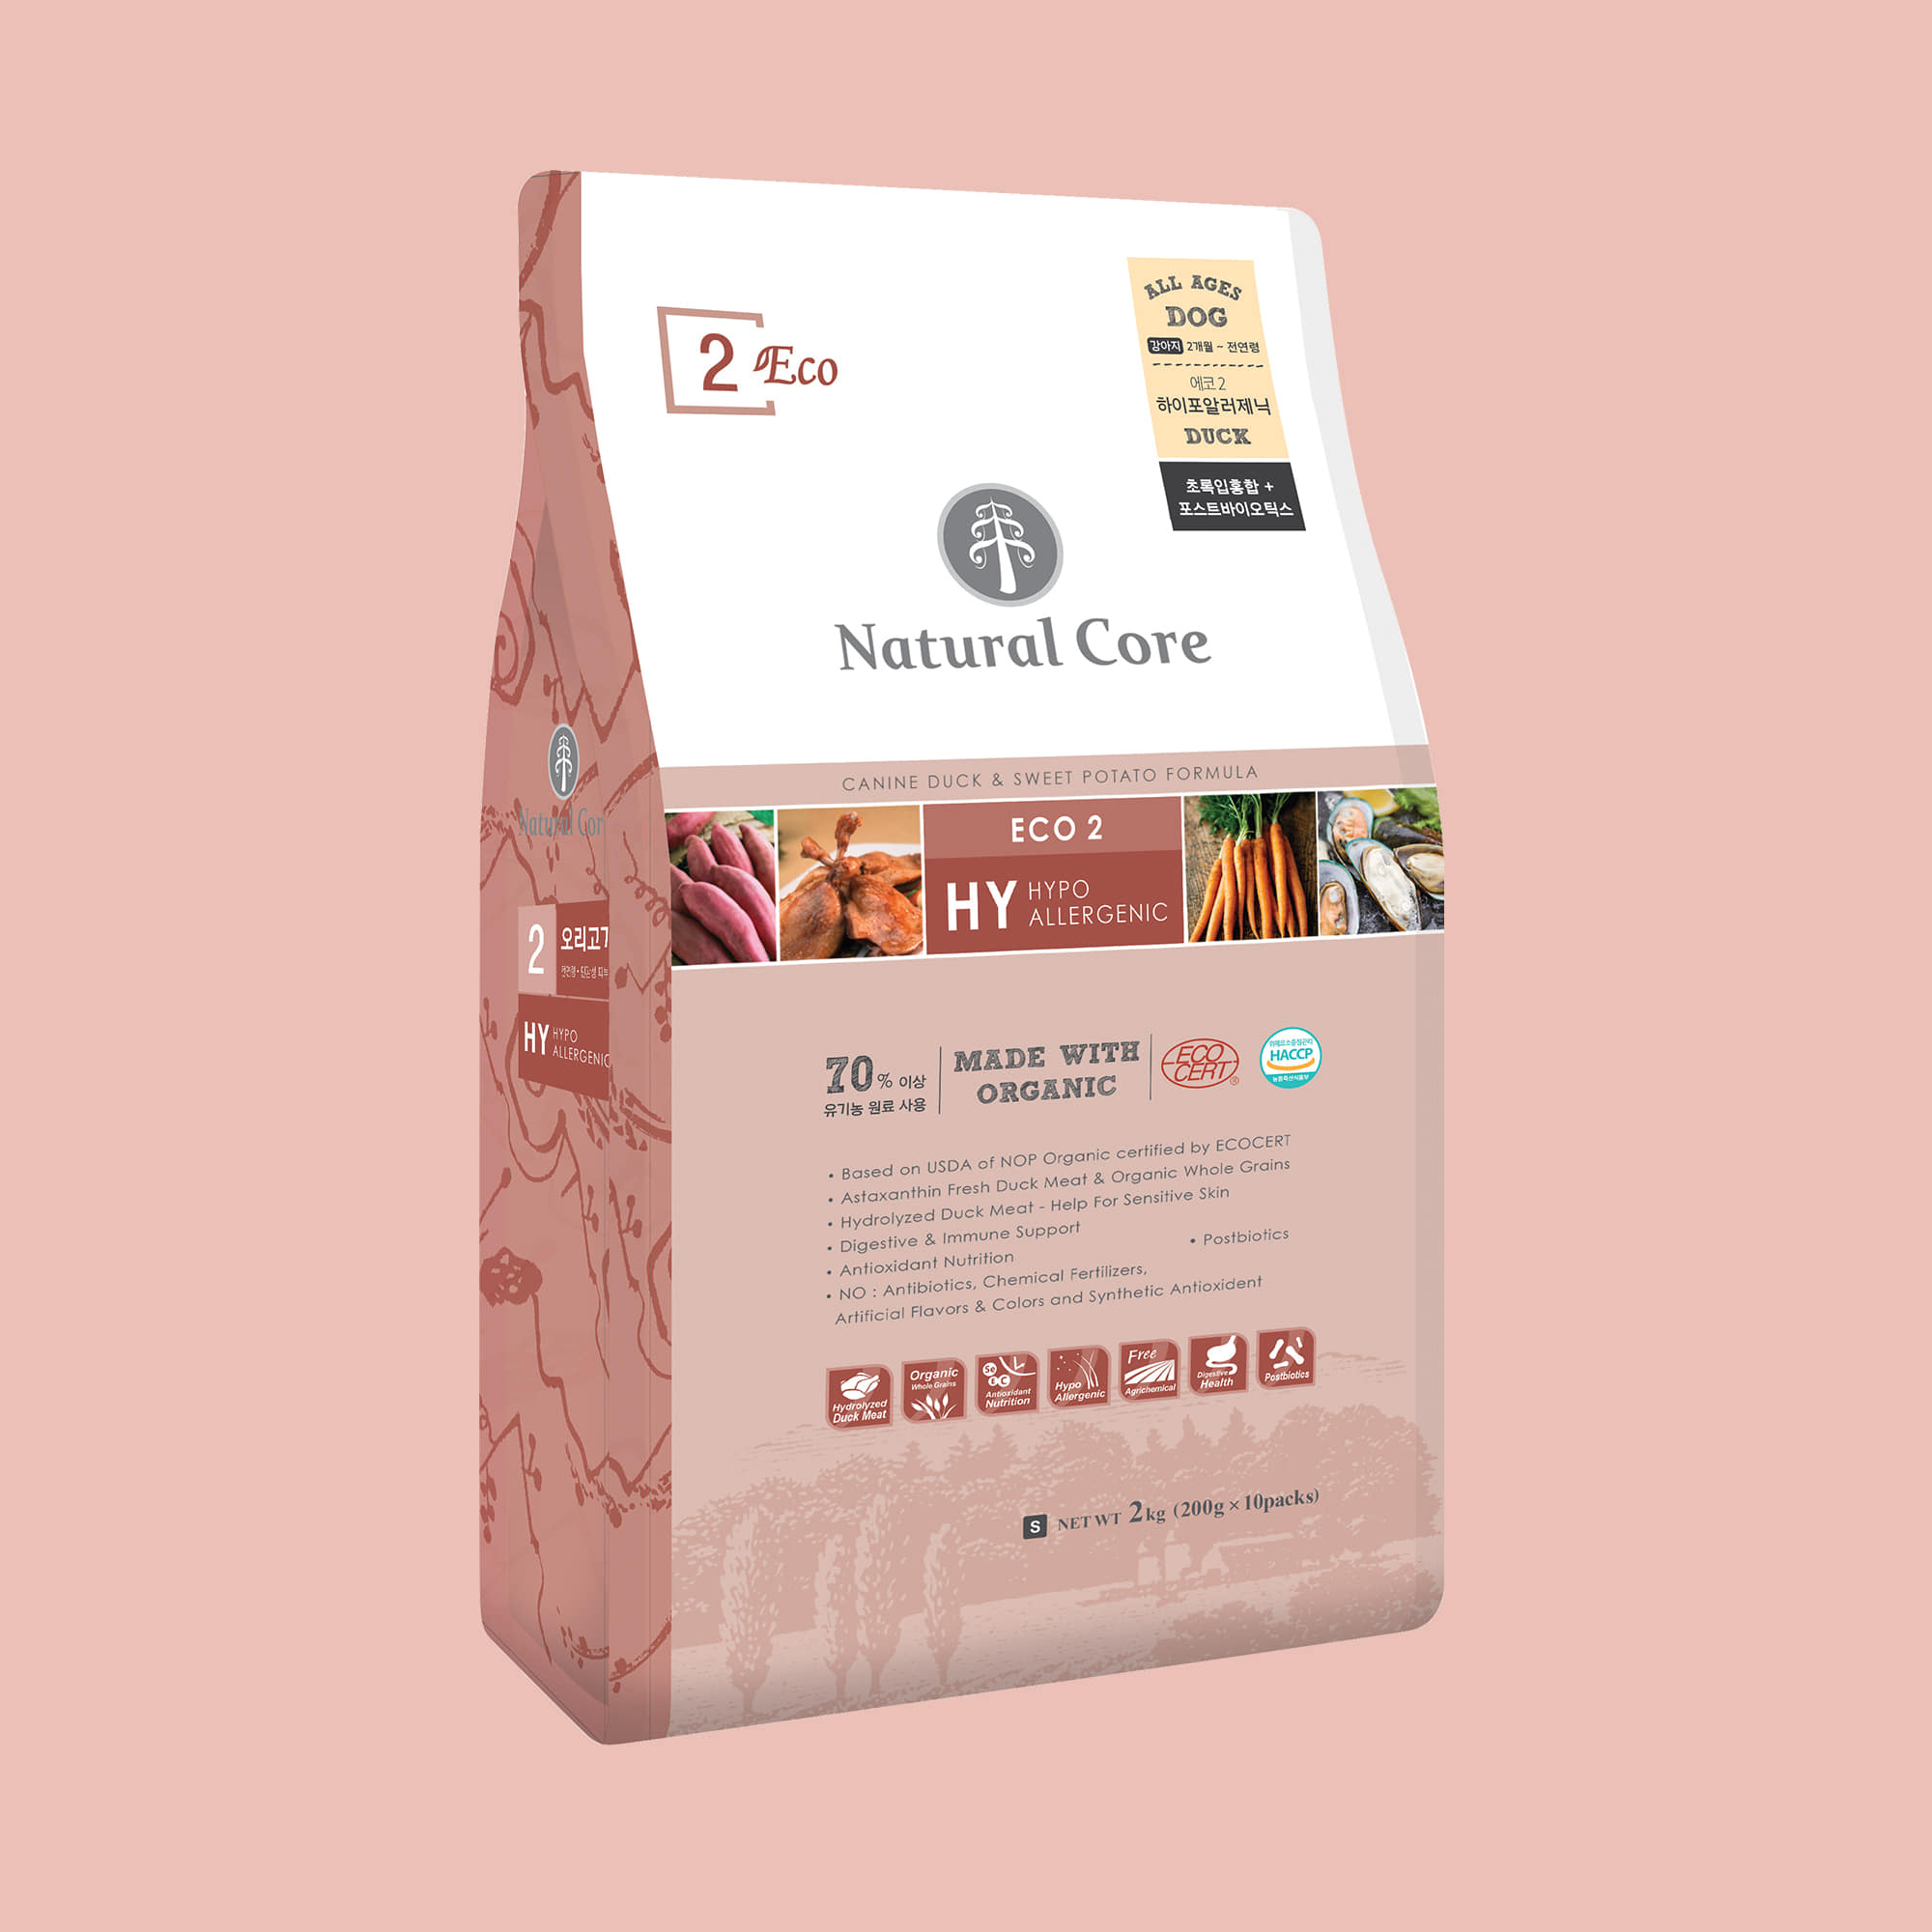 2 Eco
ALL AGES
DOG
강아지 2개월 ~ 전연령
에코 2
하이포알러제닉
DUCK
초록입홍합 +
포스트바이오틱스
Natural Core
CANINE DUCK & SWEET POTATO FORMULA
ECO 2
HY HYPO
ALLERGENIC
70% 이상
유기농 원료 사용
MADE WITH
ORGANIC
ECO
CERT®
HACCP
• Based on USDA of NOP Organic certified by ECOCERT
• Astaxanthin Fresh Duck Meat & Organic Whole Grains
• Hydrolyzed Duck Meat - Help For Sensitive Skin
• Digestive & Immune Support
• Antioxidant Nutrition
• Postbiotics
• NO : Antibiotics, Chemical Fertilizers,
Artificial Flavors & Colors and Synthetic Antioxident
Hydrolyzed
Duck Meat
Organic
Whole Grains
Se
E C
Antioxidant
Nutrition
Hypo
Allergenic
Free
Agrichemical
Digestive
Health
Postbiotics
S NET WT 2kg (200g × 10packs)
Natural Cor
2 오리고기
HY HYPO
ALLERGENIC